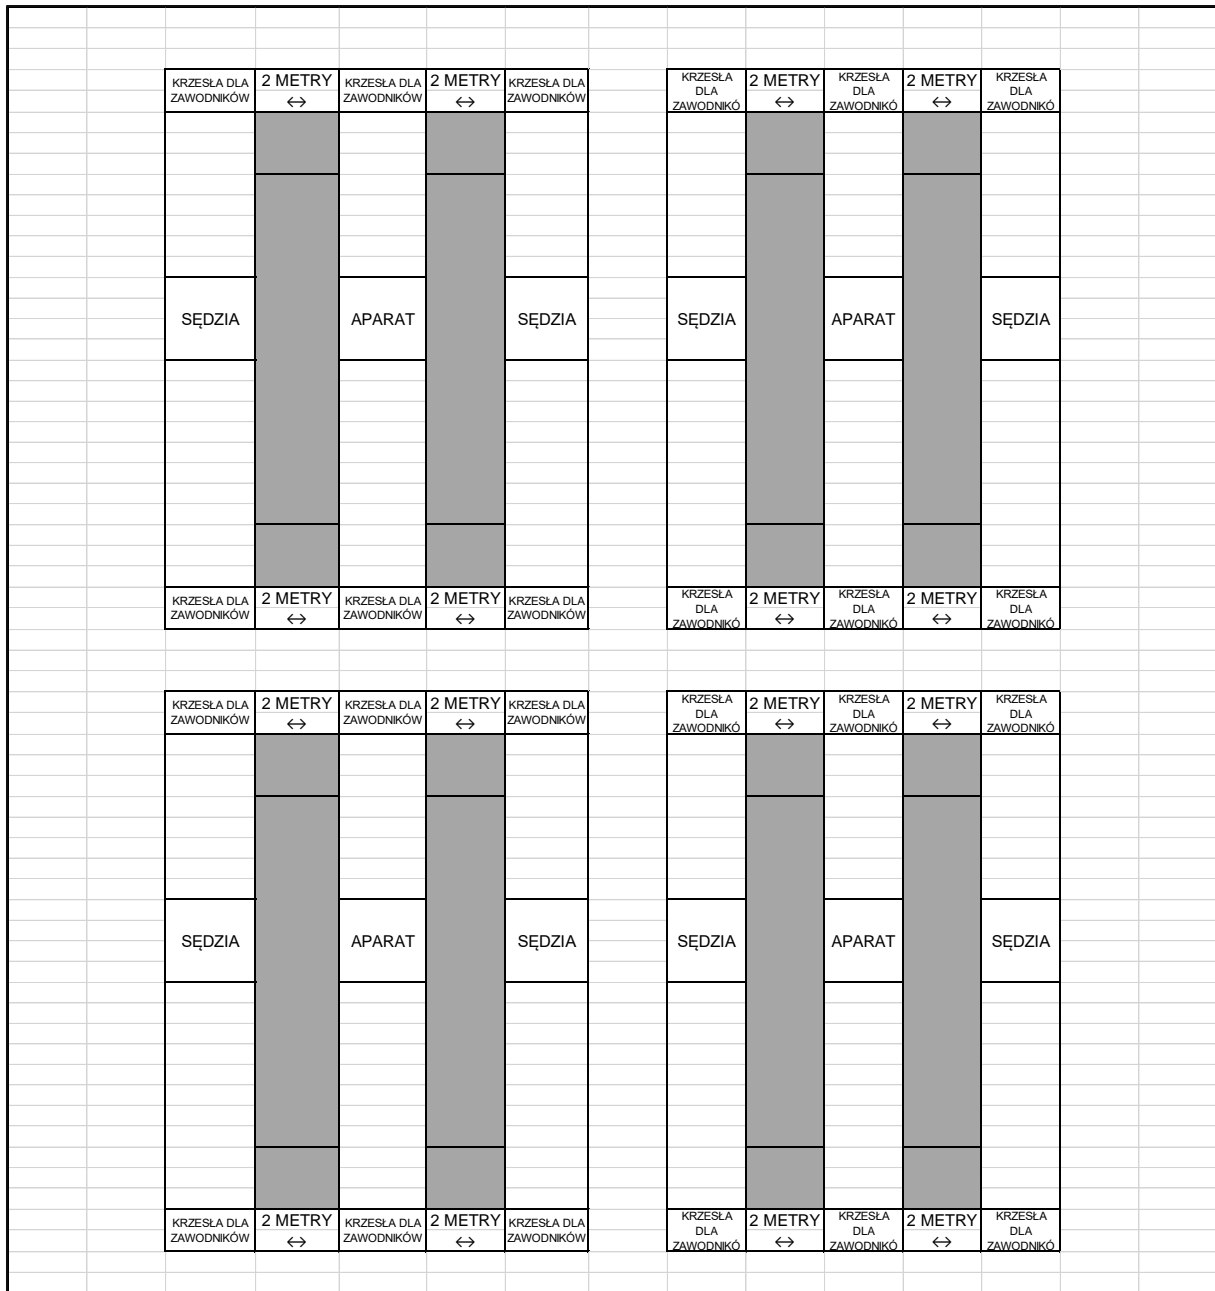 KRZESŁA DLA ZAWODNIKÓW 2 METRY ↔ KRZESŁA DLA ZAWODNIKÓW 2 METRY ↔ KRZESŁA DLA ZAWODNIKÓW
KRZESŁA DLA ZAWODNIKÓ 2 METRY ↔ KRZESŁA DLA ZAWODNIKÓ 2 METRY ↔ KRZESŁA DLA ZAWODNIKÓ
SĘDZIA APARAT SĘDZIA
SĘDZIA APARAT SĘDZIA
KRZESŁA DLA ZAWODNIKÓW 2 METRY ↔ KRZESŁA DLA ZAWODNIKÓW 2 METRY ↔ KRZESŁA DLA ZAWODNIKÓW
KRZESŁA DLA ZAWODNIKÓ 2 METRY ↔ KRZESŁA DLA ZAWODNIKÓ 2 METRY ↔ KRZESŁA DLA ZAWODNIKÓ
KRZESŁA DLA ZAWODNIKÓW 2 METRY ↔ KRZESŁA DLA ZAWODNIKÓW 2 METRY ↔ KRZESŁA DLA ZAWODNIKÓW
KRZESŁA DLA ZAWODNIKÓ 2 METRY ↔ KRZESŁA DLA ZAWODNIKÓ 2 METRY ↔ KRZESŁA DLA ZAWODNIKÓ
SĘDZIA APARAT SĘDZIA
SĘDZIA APARAT SĘDZIA
KRZESŁA DLA ZAWODNIKÓW 2 METRY ↔ KRZESŁA DLA ZAWODNIKÓW 2 METRY ↔ KRZESŁA DLA ZAWODNIKÓW
KRZESŁA DLA ZAWODNIKÓ 2 METRY ↔ KRZESŁA DLA ZAWODNIKÓ 2 METRY ↔ KRZESŁA DLA ZAWODNIKÓ